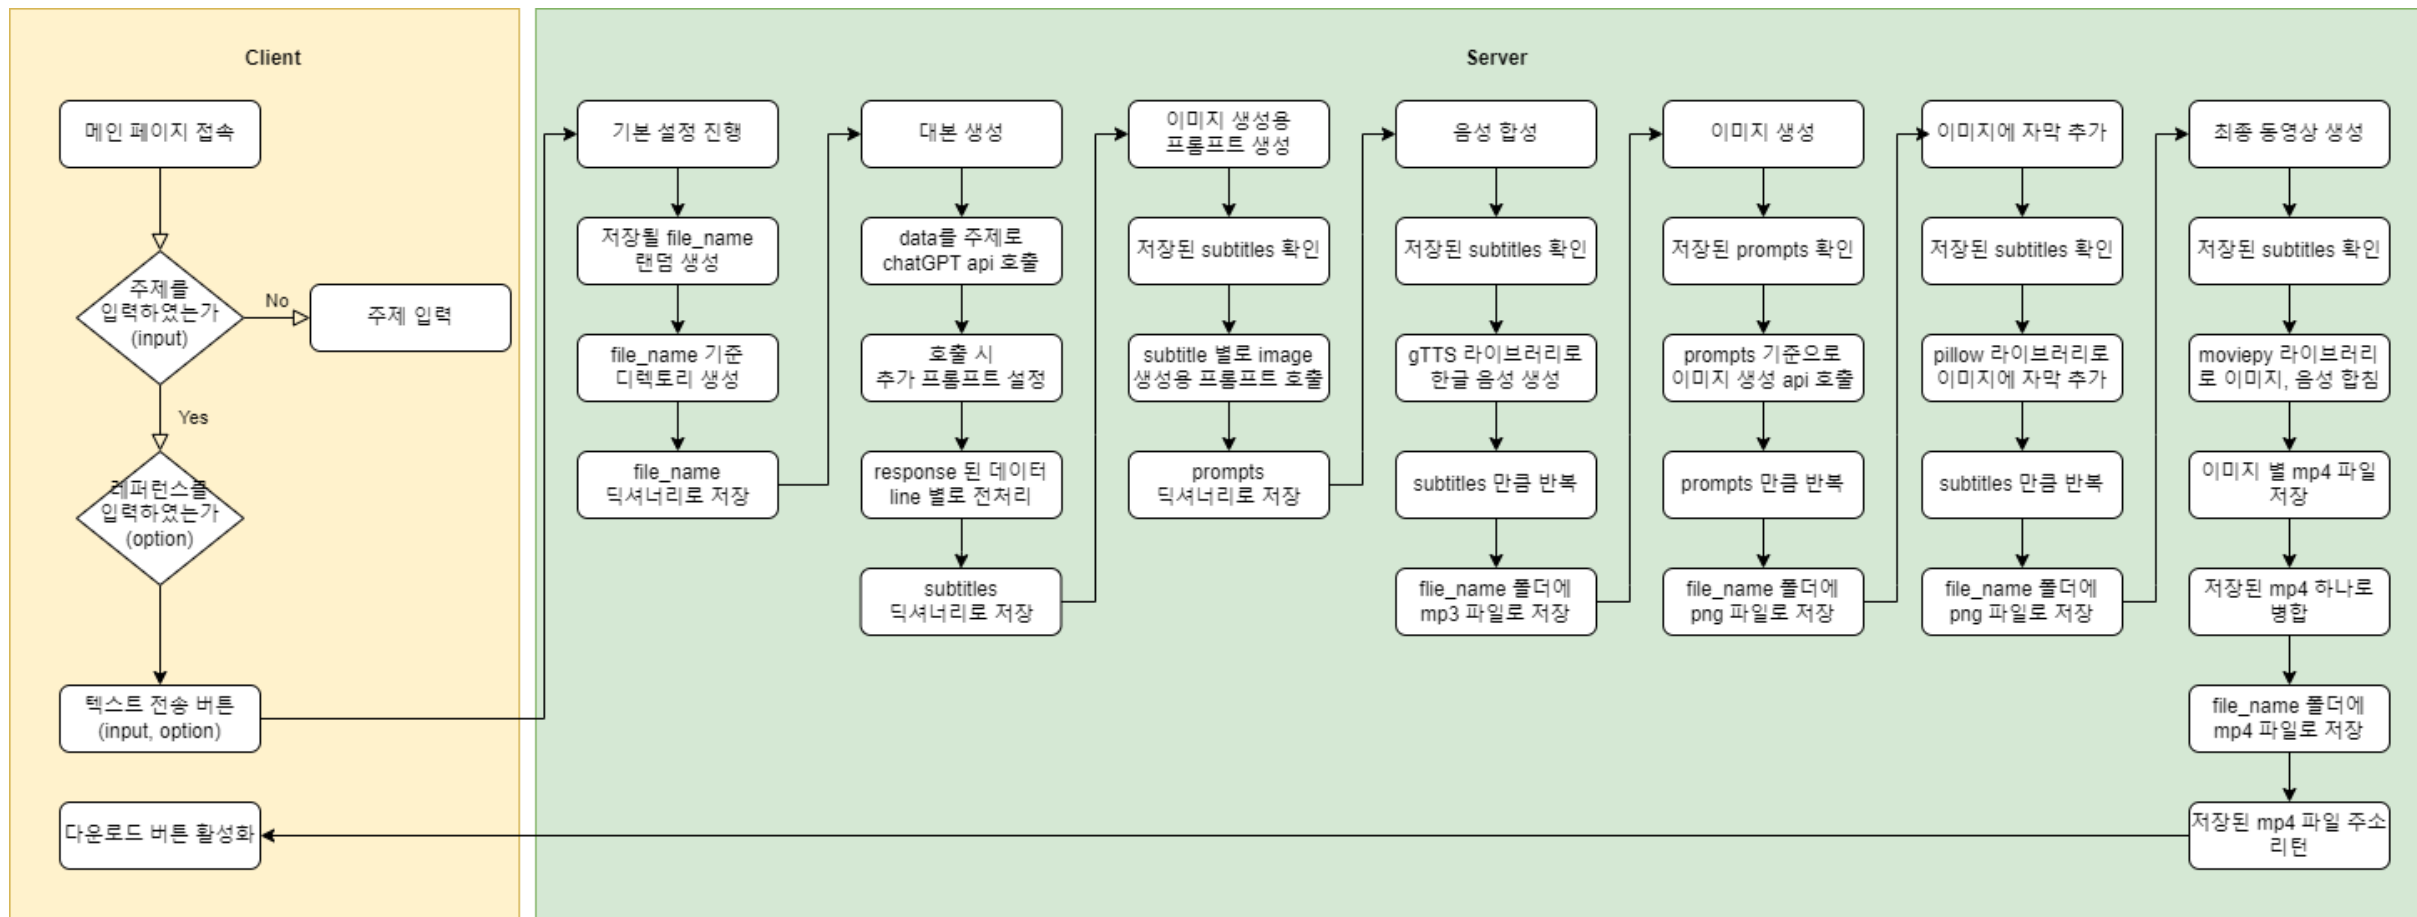 Client
메인 페이지 접속
주제를
입력하였는가
(input)
No
주제 입력
Yes
레퍼런스를
입력하였는가
(option)
텍스트 전송 버튼
(input, option)
다운로드 버튼 활성화
Server
기본 설정 진행
저장될 file_name
랜덤 생성
file_name 기준
디렉토리 생성
file_name
딕셔너리로 저장
대본 생성
data를 주제로
chatGPT api 호출
호출 시
추가 프롬프트 설정
response 된 데이터
line 별로 전처리
subtitles
딕셔너리로 저장
이미지 생성용
프롬프트 생성
저장된 subtitles 확인
subtitle 별로 image
생성용 프롬프트 호출
prompts
딕셔너리로 저장
음성 합성
저장된 subtitles 확인
gTTS 라이브러리로
한글 음성 생성
subtitles 만큼 반복
flie_name 폴더에
mp3 파일로 저장
이미지 생성
저장된 prompts 확인
prompts 기준으로
이미지 생성 api 호출
prompts 만큼 반복
file_name 폴더에
png 파일로 저장
이미지에 자막 추가
저장된 subtitles 확인
pillow 라이브러리로
이미지에 자막 추가
subtitles 만큼 반복
file_name 폴더에
png 파일로 저장
최종 동영상 생성
저장된 subtitles 확인
moviepy 라이브러리
로 이미지, 음성 합침
이미지 별 mp4 파일
저장
저장된 mp4 하나로
병합
file_name 폴더에
mp4 파일로 저장
저장된 mp4 파일 주소
리턴